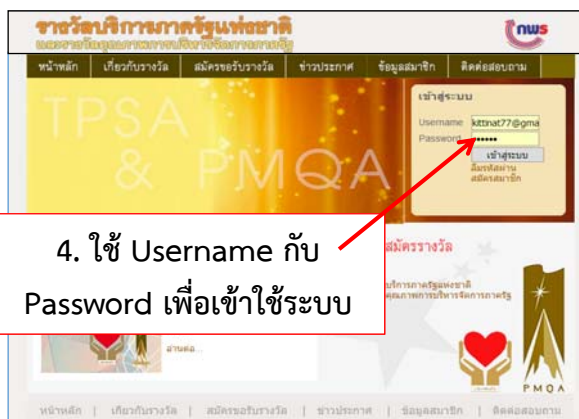 รางวัลบริการภาครัฐแห่งชาติ
และรางวัลคุณภาพการบริหารจัดการภาครัฐ
กพร
หน้าหลัก เกี่ยวกับรางวัล สมัครขอรับรางวัล ข่าวประกาศ ข้อมูลสมาชิก ติดต่อสอบถาม
TPSA
& PMQA
เข้าสู่ระบบ
Username kittinat77@gma
Password ••••••
เข้าสู่ระบบ
ลืมรหัสผ่าน
สมัครสมาชิก
4. ใช้ Username กับ
Password เพื่อเข้าใช้ระบบ
สมัครรางวัล
บริการภาครัฐแห่งชาติ
คุณภาพการบริหารจัดการภาครัฐ
อ่านต่อ...
PMQA
หน้าหลัก | เกี่ยวกับรางวัล | สมัครขอรับรางวัล | ข่าวประกาศ | ข้อมูลสมาชิก | ติดต่อสอบถาม